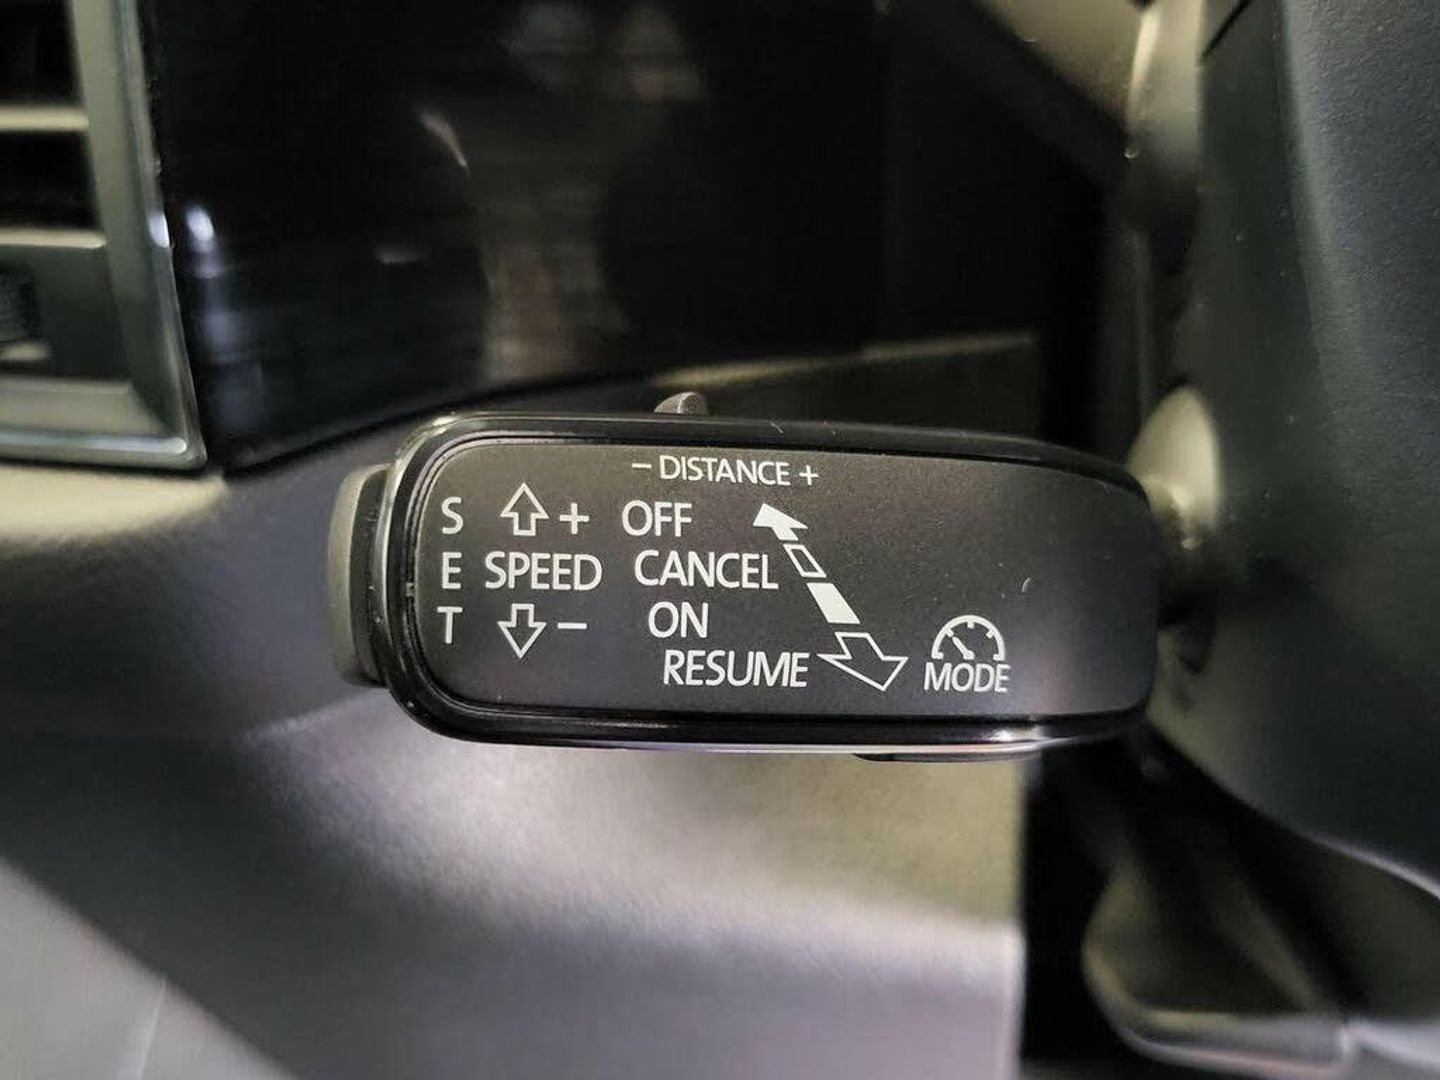 − DISTANCE +
S + OFF
E SPEED CANCEL
T − ON
RESUME
MODE